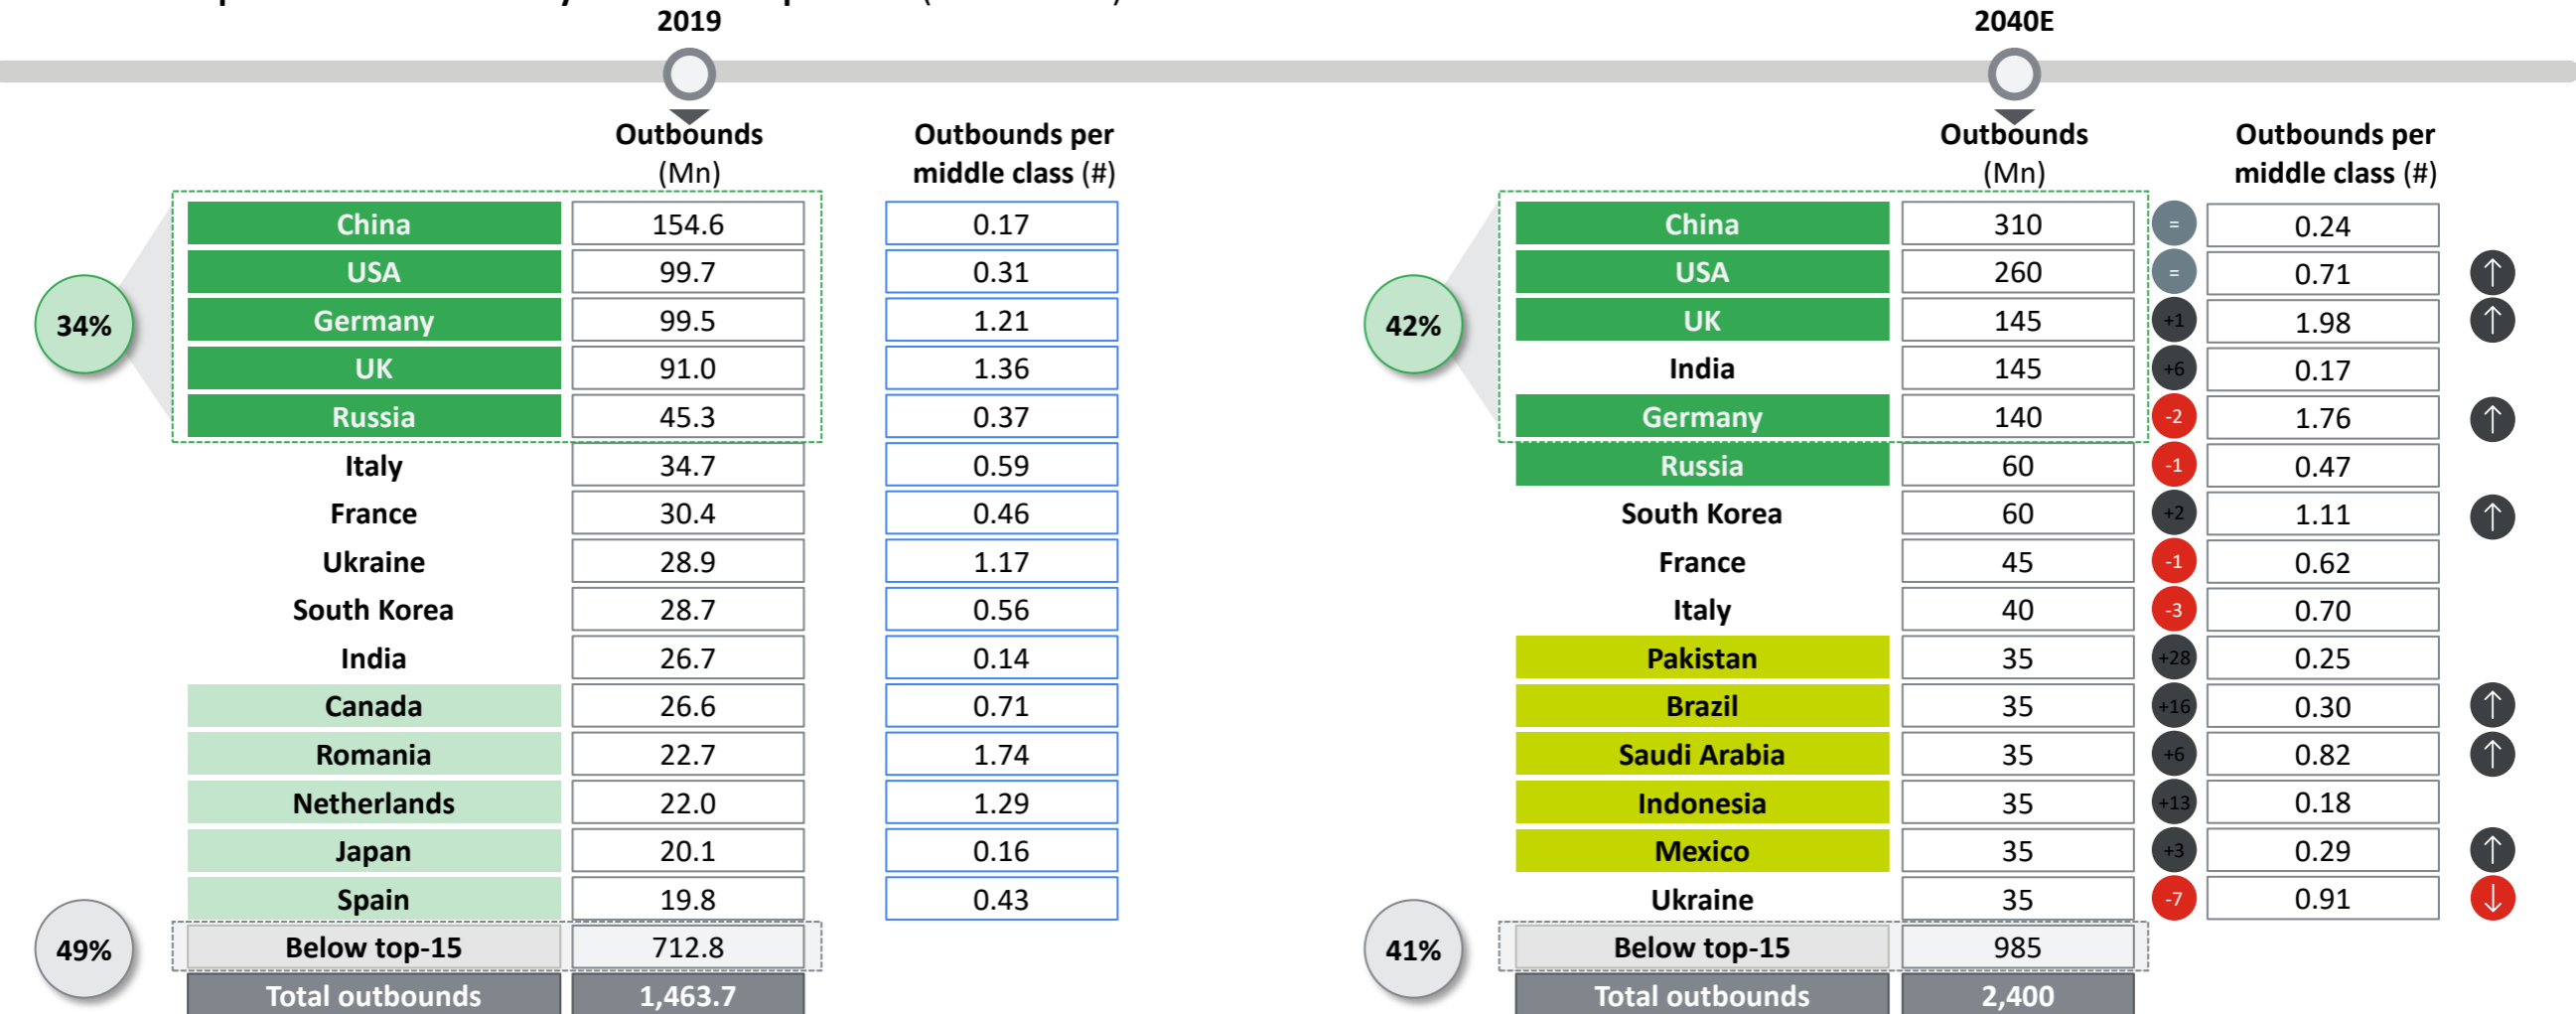 2019
2040E
Outbounds
(Mn)
Outbounds per
middle class (#)
34%
China 154.6 0.17
USA 99.7 0.31
Germany 99.5 1.21
UK 91.0 1.36
Russia 45.3 0.37
Italy 34.7 0.59
France 30.4 0.46
Ukraine 28.9 1.17
South Korea 28.7 0.56
India 26.7 0.14
Canada 26.6 0.71
Romania 22.7 1.74
Netherlands 22.0 1.29
Japan 20.1 0.16
Spain 19.8 0.43
49%
Below top-15 712.8
Total outbounds 1,463.7
Outbounds
(Mn)
Outbounds per
middle class (#)
42%
China 310 = 0.24
USA 260 = 0.71 ↑
UK 145 +1 1.98 ↑
India 145 +6 0.17
Germany 140 -2 1.76 ↑
Russia 60 -1 0.47
South Korea 60 +2 1.11 ↑
France 45 -1 0.62
Italy 40 -3 0.70
Pakistan 35 +28 0.25
Brazil 35 +16 0.30 ↑
Saudi Arabia 35 +6 0.82 ↑
Indonesia 35 +13 0.18
Mexico 35 +3 0.29 ↑
Ukraine 35 -7 0.91 ↓
41%
Below top-15 985
Total outbounds 2,400